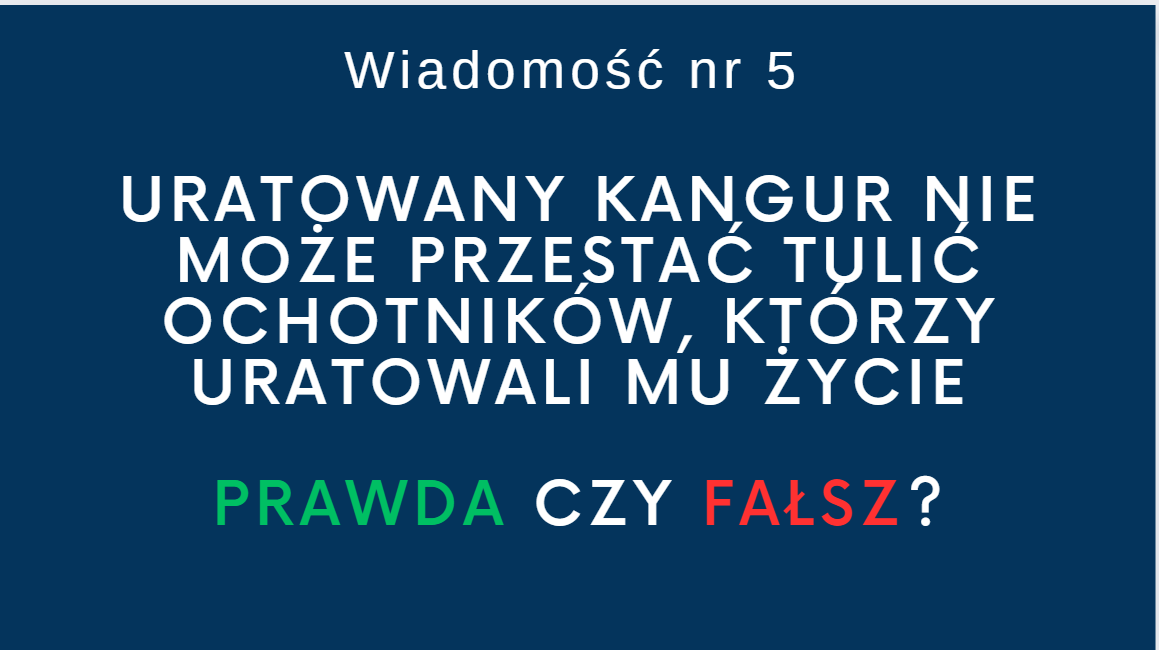 Wiadomość nr 5
URATOWANY KANGUR NIE
MOŻE PRZESTAĆ TULIĆ
OCHOTNIKÓW, KTÓRZY
URATOWALI MU ŻYCIE
PRAWDA CZY FAŁSZ?